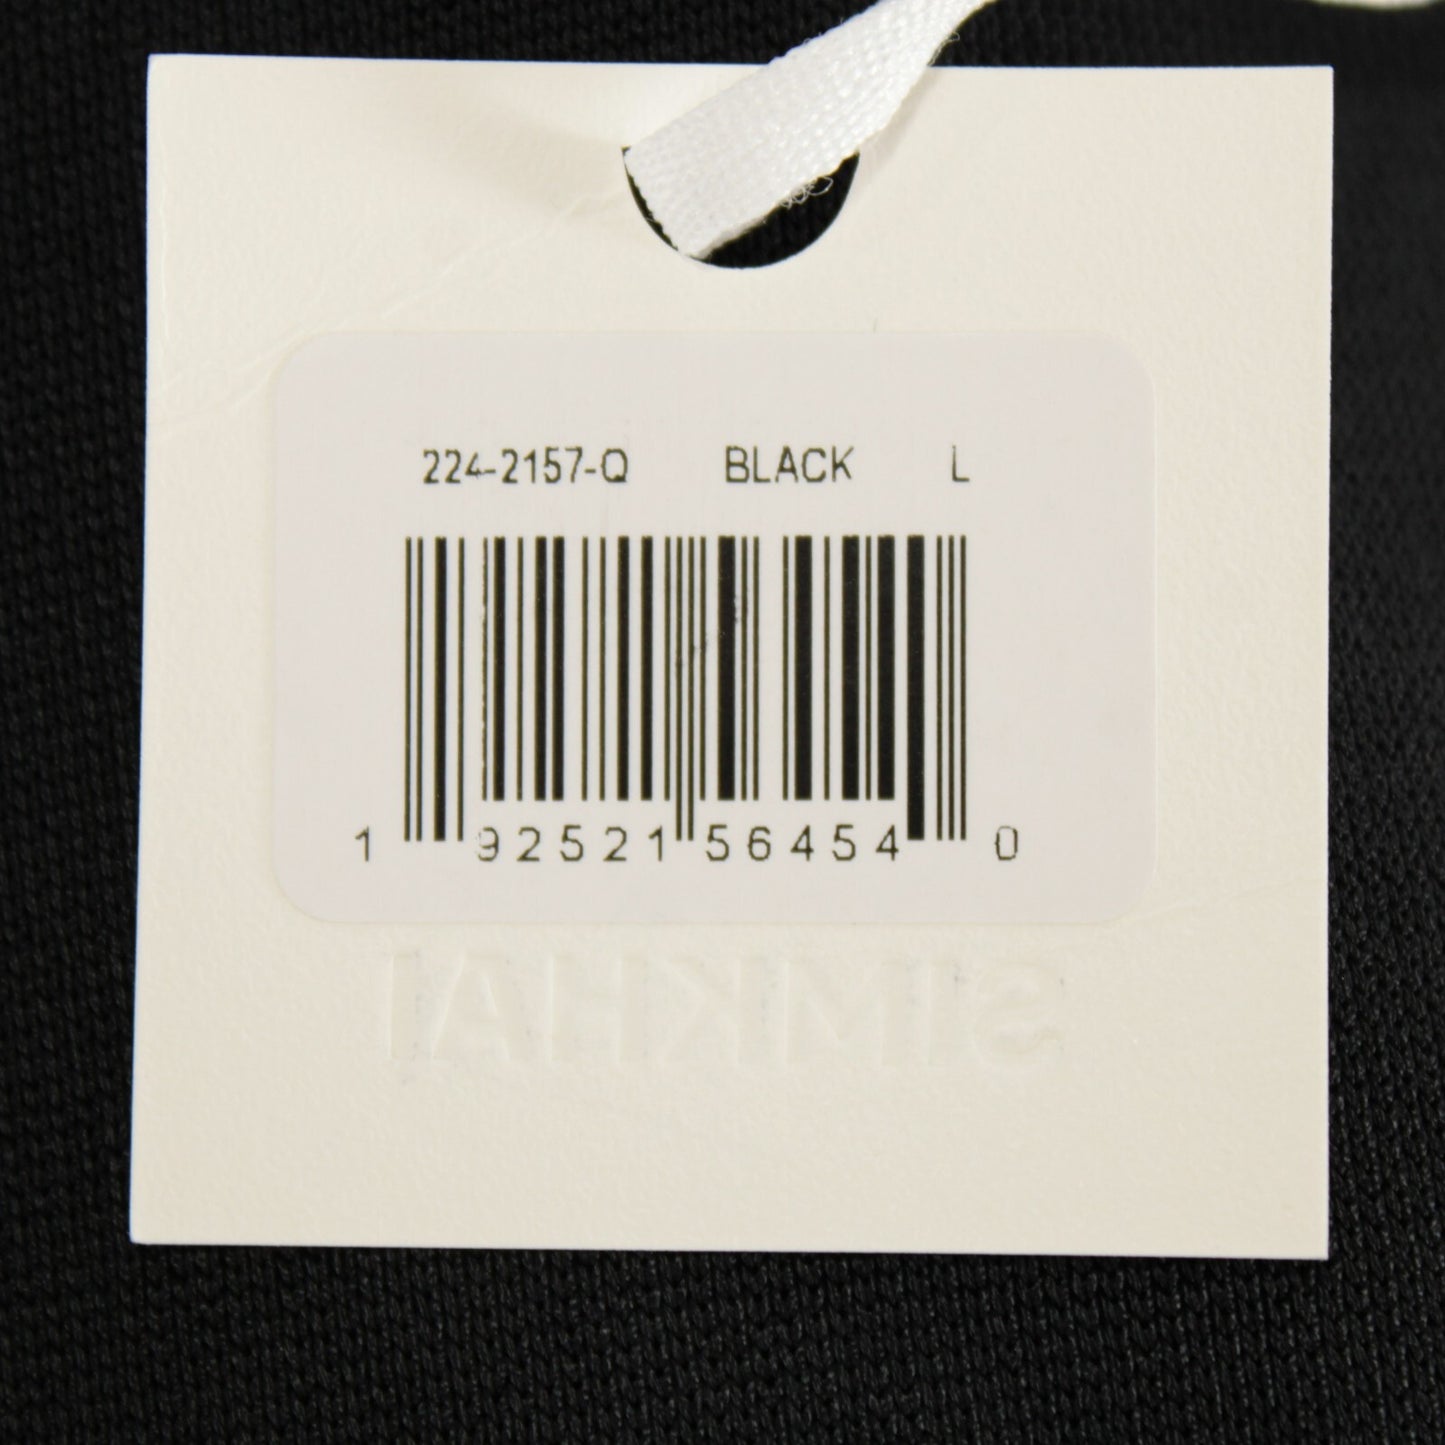 224-2157-Q BLACK L
1 92521 56454 0
SIMKHAI